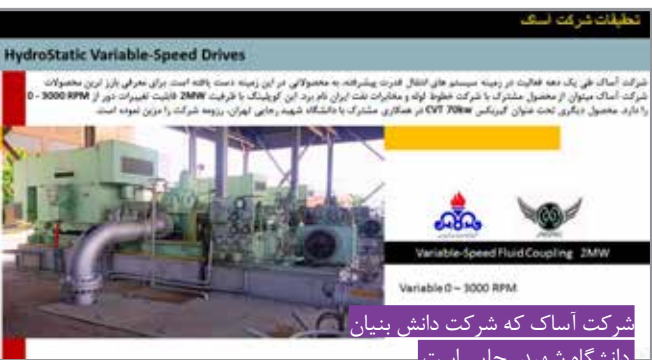 تحقیقات شرکت آساک
HydroStatic Variable-Speed Drives
شرکت آساک طی یک دهه فعالیت در زمینه سیستم های انتقال قدرت پیشرفته، به محصولاتی در این زمینه دست یافته است. برای معرفی بارز ترین محصولات
شرکت آساک میتوان از محصول مشترک با شرکت خطوط لوله و مخابرات نفت ایران نام برد. این کوپلینگ با ظرفیت 2MW قابلیت تغییرات دور از 0 - 3000 RPM
را دارد. محصول دیگری تحت عنوان گیربکس CVT 70kw در همکاری مشترک با دانشگاه شهید رجایی تهران، رزومه شرکت را مزین نموده است.
Variable-Speed Fluid Coupling 2MW
Variable 0 – 3000 RPM
شرکت آساک که شرکت دانش بنیان
دانشگاه شهید رجایی است